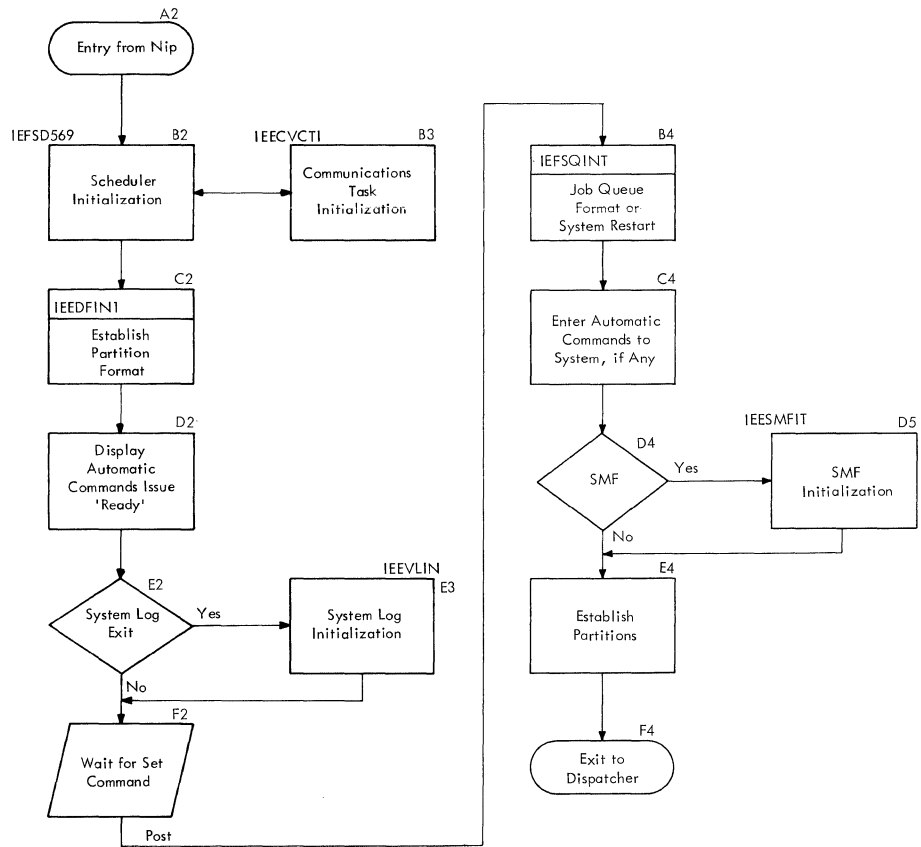 A2
Entry from Nip
IEFSD569
B2
Scheduler
Initialization
IEECVCTI
B3
Communications
Task
Initialization
C2
IEEDFIN1
Establish
Partition
Format
D2
Display
Automatic
Commands Issue
'Ready'
E2
System Log
Exit
Yes
IEEVLIN
E3
System Log
Initialization
No
F2
Wait for Set
Command
Post
B4
IEFSQINT
Job Queue
Format or
System Restart
C4
Enter Automatic
Commands to
System, if Any
D4
SMF
Yes
IEESMFIT
D5
SMF
Initialization
No
E4
Establish
Partitions
F4
Exit to
Dispatcher